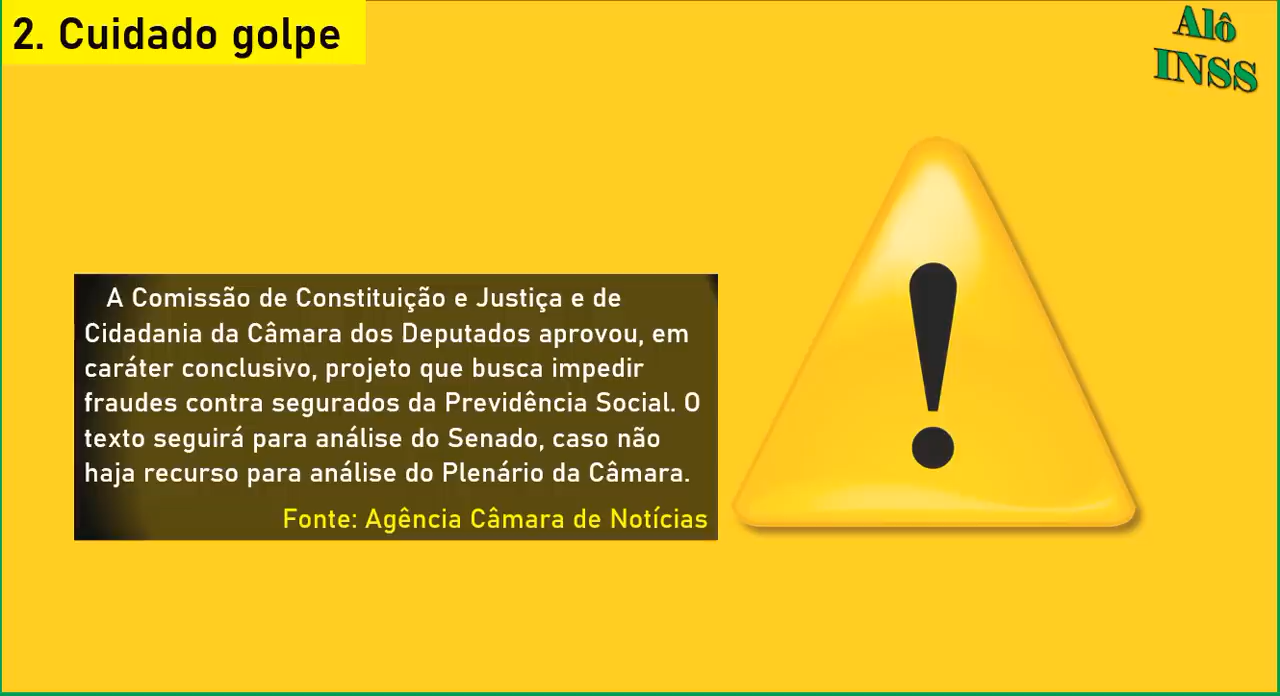 2. Cuidado golpe
Alô
INSS
A Comissão de Constituição e Justiça e de
Cidadania da Câmara dos Deputados aprovou, em
caráter conclusivo, projeto que busca impedir
fraudes contra segurados da Previdência Social. O
texto seguirá para análise do Senado, caso não
haja recurso para análise do Plenário da Câmara.
Fonte: Agência Câmara de Notícias